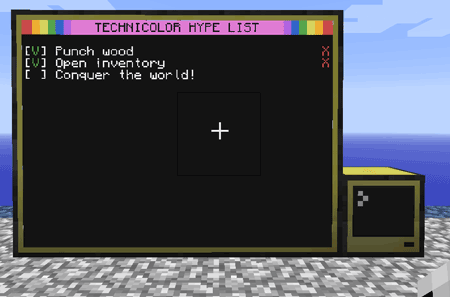 TECHNICOLOR HYPE LIST
[V] Punch wood X
[V] Open inventory X
[ ] Conquer the world!